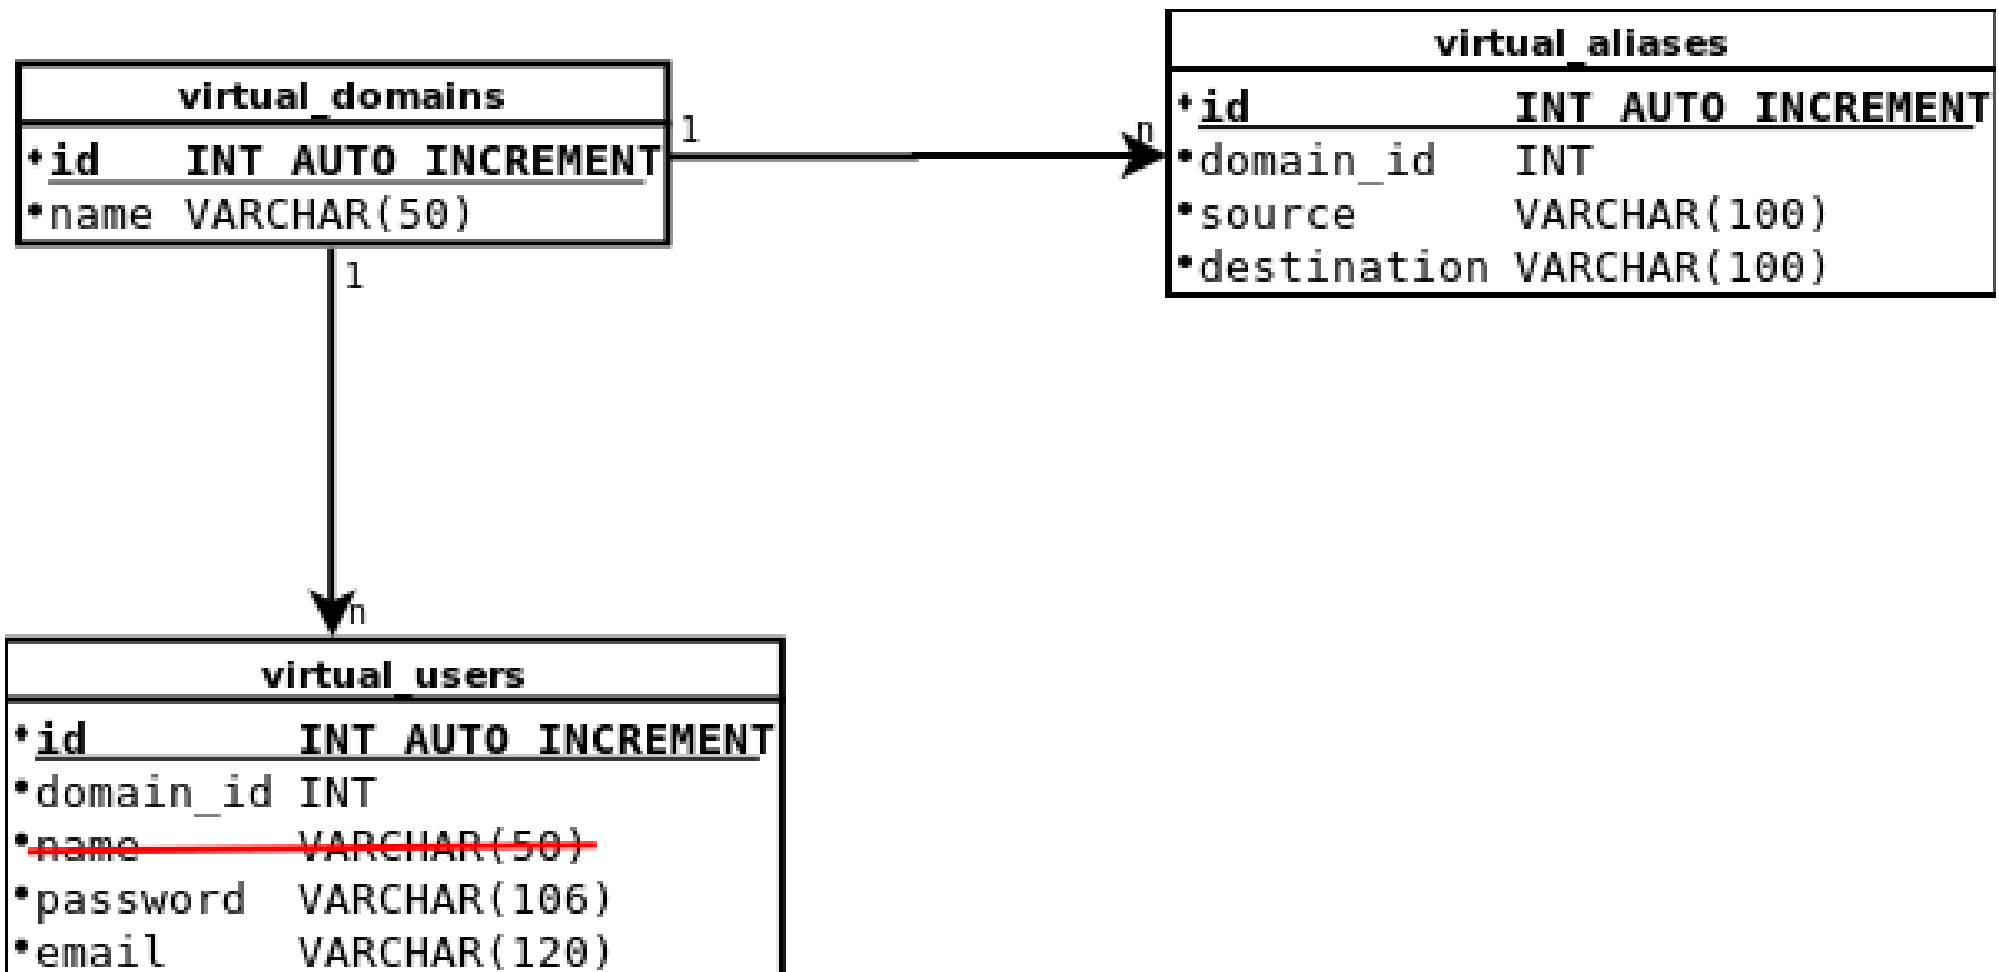 virtual_domains
id INT AUTO INCREMENT
name VARCHAR(50)
1
n
1
n
virtual_aliases
id INT AUTO INCREMENT
domain_id INT
source VARCHAR(100)
destination VARCHAR(100)
virtual_users
id INT AUTO INCREMENT
domain_id INT
name VARCHAR(50)
password VARCHAR(106)
email VARCHAR(120)